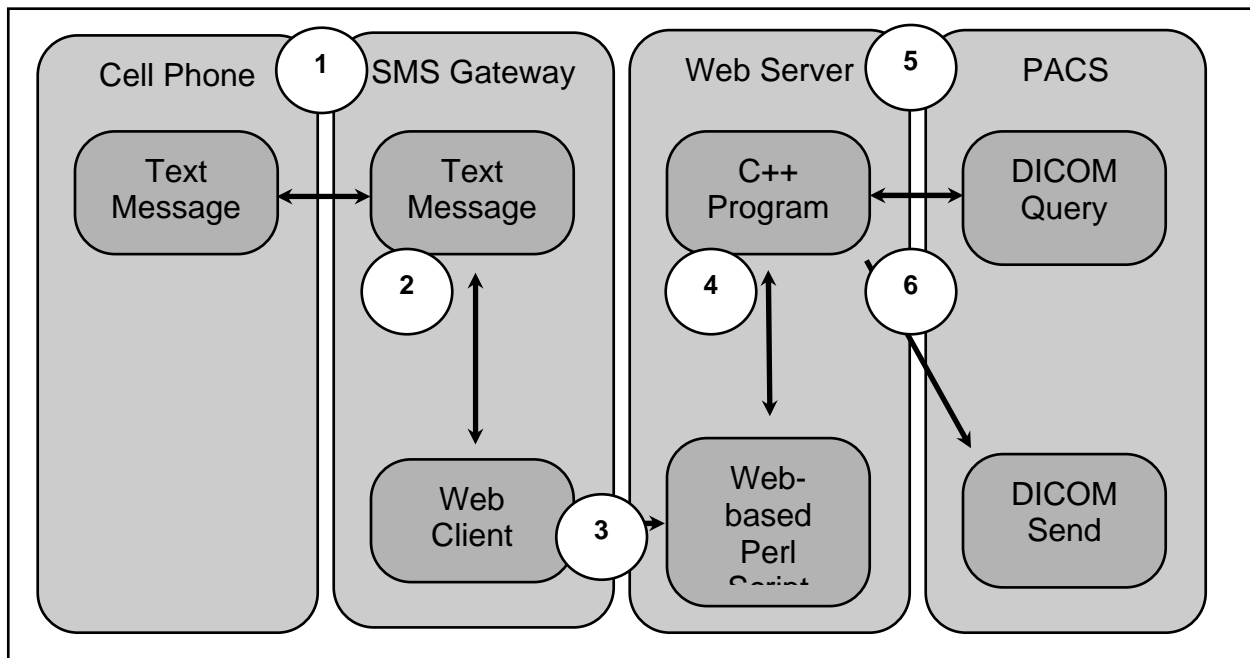 Cell Phone
1
SMS Gateway
Web Server
5
PACS
Text
Message
Text
Message
C++
Program
DICOM
Query
2
4
6
Web
Client
3
Web-
based
Perl
Script
DICOM
Send